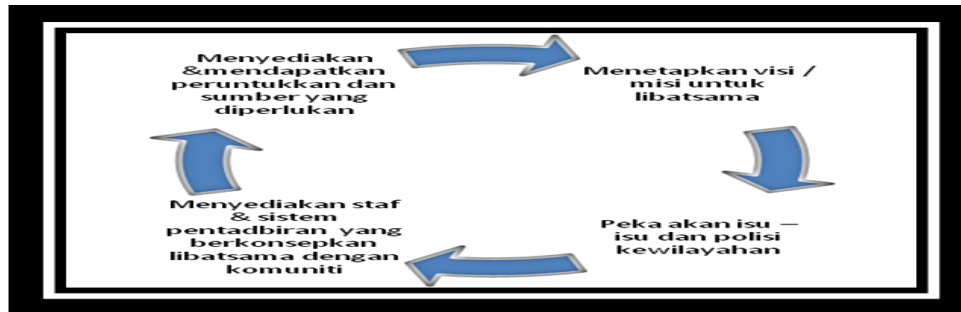 Menyediakan
&mendapatkan
peruntukkan dan
sumber yang
diperlukan
Menetapkan visi /
misi untuk
libatsama
Peka akan isu –
isu dan polisi
kewilayahan
Menyediakan staf
& sistem
pentadbiran yang
berkonsepkan
libatsama dengan
komuniti